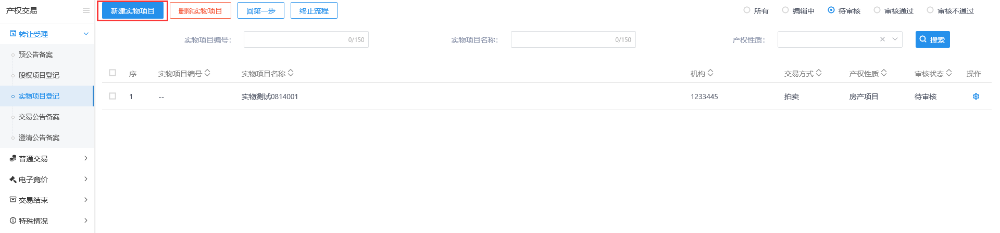 产权交易
转让受理
预公告备案
股权项目登记
实物项目登记
交易公告备案
澄清公告备案
普通交易
电子竞价
交易结束
特殊情况
新建实物项目 删除实物项目 回第一步 终止流程 所有 编辑中 待审核 审核通过 审核不通过
实物项目编号： 0/150 实物项目名称： 0/150 产权性质： 搜索
序 实物项目编号 实物项目名称 机构 交易方式 产权性质 审核状态 操作
1 -- 实物测试0814001 1233445 拍卖 房产项目 待审核